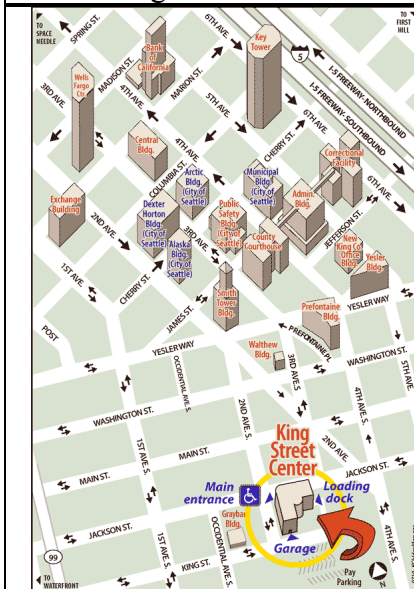 TO
SPACE
NEEDLE
SPRING ST.
6TH AVE.
TO
FIRST
HILL
Bank
of
California
Key
Tower
5
I-5 FREEWAY-NORTHBOUND
I-5 FREEWAY-SOUTHBOUND
MADISON ST.
MARION ST.
Wells
Fargo
Ctr.
3RD AVE.
4TH AVE.
5TH AVE.
6TH AVE.
CHERRY ST.
Central
Bldg.
4TH AVE.
COLUMBIA ST.
Correctional
Facility
6TH AVE.
Arctic
Bldg.
(City of
Seattle)
Municipal
Bldg.
(City of
Seattle)
Admin.
Bldg.
Exchange
Building
2ND AVE.
Dexter
Horton
Bldg.
(City of
Seattle)
Public
Safety
Bldg.
(City of
Seattle)
3RD AVE.
JEFFERSON ST.
Alaska
Bldg.
(City of
Seattle)
County
Courthouse
New
King Co.
Office
Bldg.
Yesler
Bldg.
1ST AVE.
CHERRY ST.
Smith
Tower
Bldg.
JAMES ST.
Prefontaine
Bldg.
YESLER WAY
POST
YESLER WAY
PREFONTAINE PL
Walthew
Bldg.
OCCIDENTAL AVE S.
3RD AVE. S.
WASHINGTON ST.
5TH AVE.
2ND AVE. S.
4TH AVE. S.
WASHINGTON ST.
1ST AVE. S.
King
Street
Center
2ND AVE.
MAIN ST.
JACKSON ST.
MAIN ST.
Main
entrance
Loading
dock
Graybar
Bldg.
JACKSON ST.
OCCIDENTAL AVE S.
Garage
4TH AVE. S.
1ST AVE. S.
KING ST.
99
Pay
Parking
TO
WATERFRONT
N